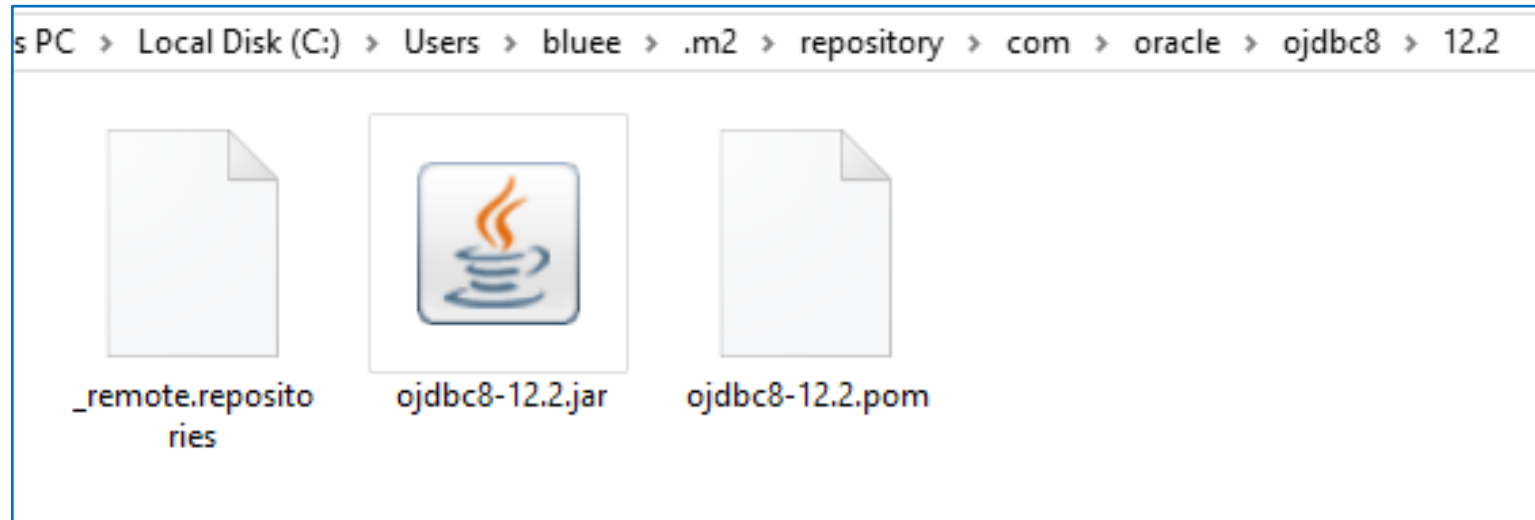 s PC > Local Disk (C:) > Users > bluee > .m2 > repository > com > oracle > ojdbc8 > 12.2
_remote.reposito
ries
ojdbc8-12.2.jar
ojdbc8-12.2.pom